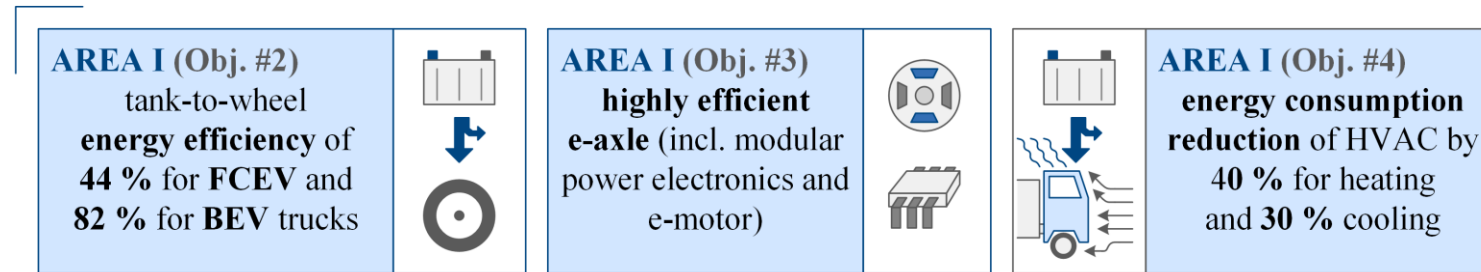 AREA I (Obj. #2)
tank-to-wheel
energy efficiency of
44 % for FCEV and
82 % for BEV trucks
AREA I (Obj. #3)
highly efficient
e-axle (incl. modular
power electronics and
e-motor)
AREA I (Obj. #4)
energy consumption
reduction of HVAC by
40 % for heating
and 30 % cooling